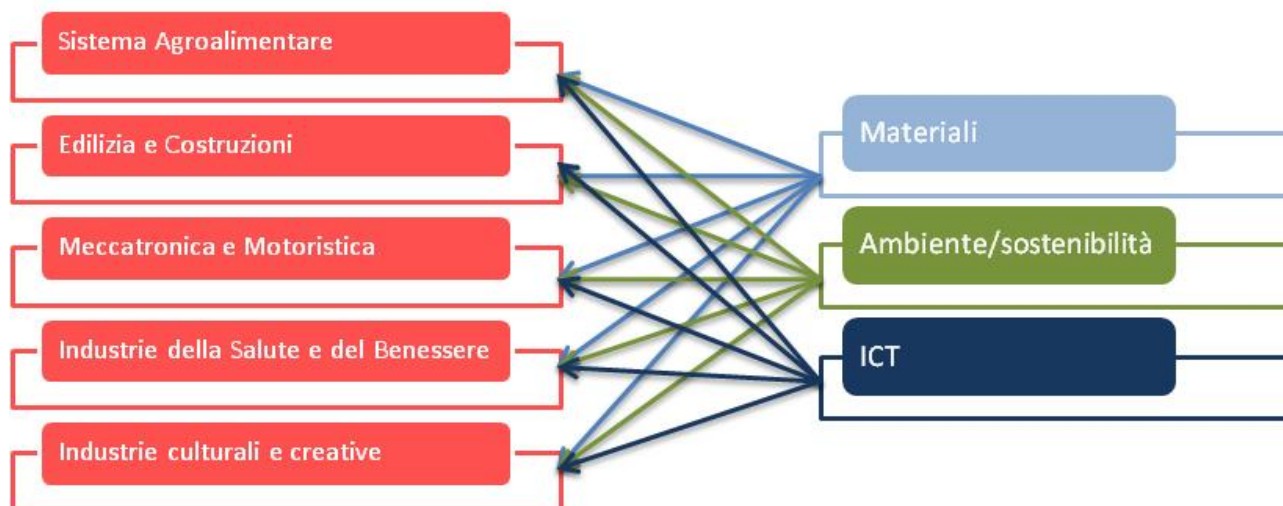 Sistema Agroalimentare
Edilizia e Costruzioni
Meccatronica e Motoristica
Industrie della Salute e del Benessere
Industrie culturali e creative
Materiali
Ambiente/sostenibilità
ICT